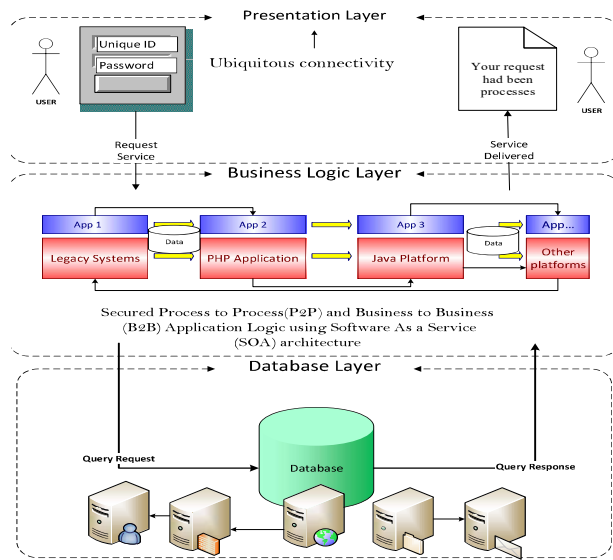 Presentation Layer
Unique ID
Password
USER
Ubiquitous connectivity
Your request
had been
processes
USER
Request
Service
Service
Delivered
Business Logic Layer
App 1
App 2
App 3
App...
Data
Data
Legacy Systems
PHP Application
Java Platform
Other
platforms
Secured Process to Process(P2P) and Business to Business
(B2B) Application Logic using Software As a Service
(SOA) architecture
Database Layer
Query Request
Database
Query Response